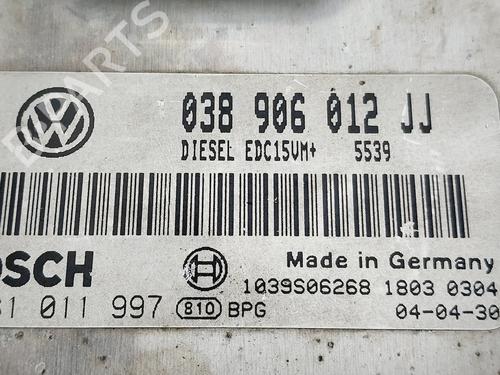 038 906 012 JJ
DIESEL EDC15VM+ 5539
OSCH Made in Germany
1039S06268 1803 0304
1 011 997 810 BPG 04-04-30